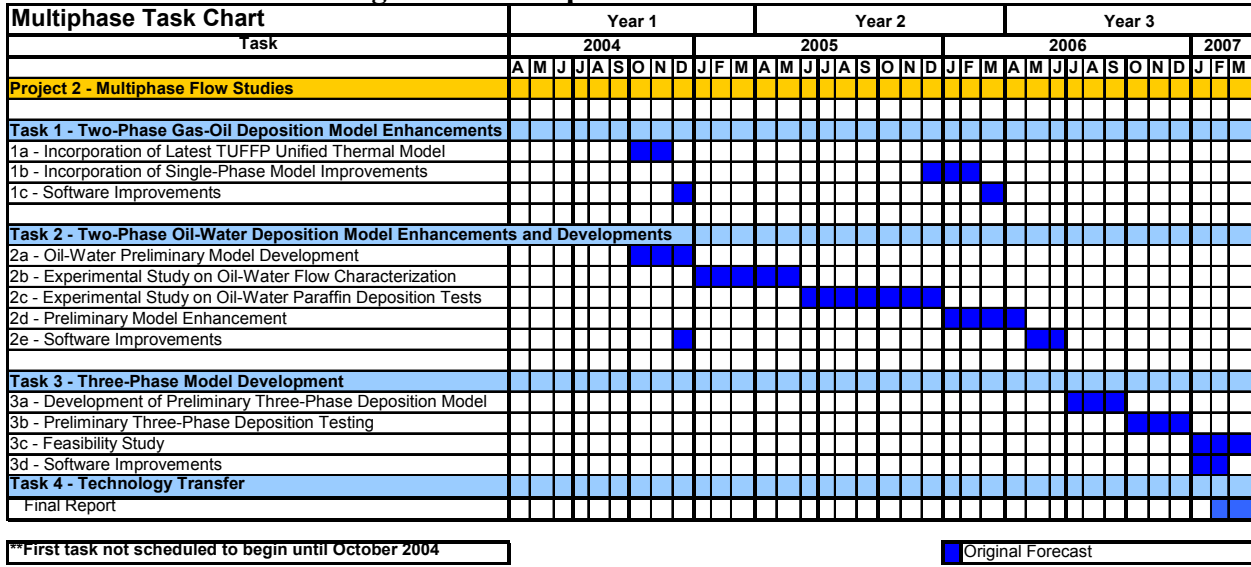 Multiphase Task Chart Year 1 Year 2 Year 3
Task 2004 2005 2006 2007
A M J J A S O N D J F M A M J J A S O N D J F M A M J J A S O N D J F M
Project 2 - Multiphase Flow Studies
Task 1 - Two-Phase Gas-Oil Deposition Model Enhancements
1a - Incorporation of Latest TUFFP Unified Thermal Model
1b - Incorporation of Single-Phase Model Improvements
1c - Software Improvements
Task 2 - Two-Phase Oil-Water Deposition Model Enhancements and Developments
2a - Oil-Water Preliminary Model Development
2b - Experimental Study on Oil-Water Flow Characterization
2c - Experimental Study on Oil-Water Paraffin Deposition Tests
2d - Preliminary Model Enhancement
2e - Software Improvements
Task 3 - Three-Phase Model Development
3a - Development of Preliminary Three-Phase Deposition Model
3b - Preliminary Three-Phase Deposition Testing
3c - Feasibility Study
3d - Software Improvements
Task 4 - Technology Transfer
Final Report
**First task not scheduled to begin until October 2004 Original Forecast